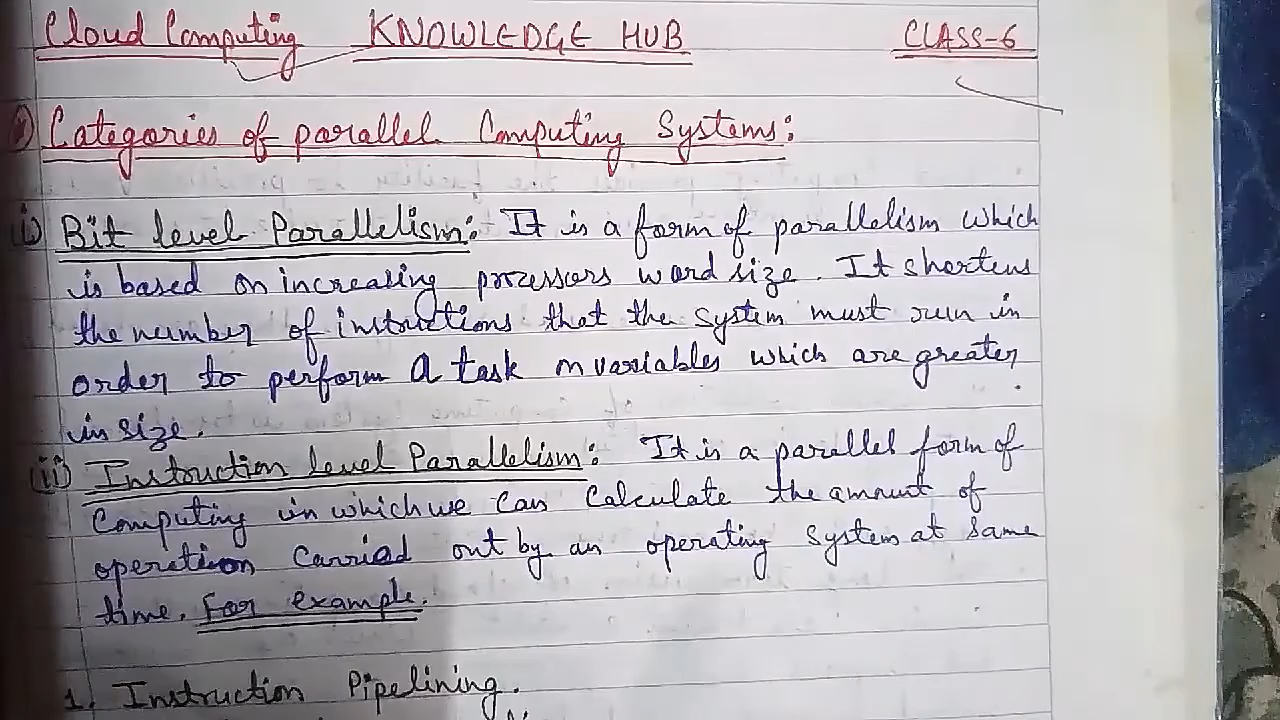 Cloud Computing KNOWLEDGE HUB CLASS-6
Categories of parallel Computing Systems:
i) Bit level Parallelism: It is a form of parallelism which
is based on increasing processors word size. It shortens
the number of instructions that the system must run in
order to perform a task on variables which are greater
in size.
(ii) Instruction level Parallelism: It is a parallel form of
Computing in which we can calculate the amount of
operation carried out by an operating system at same
time. For example.
1. Instruction Pipelining.